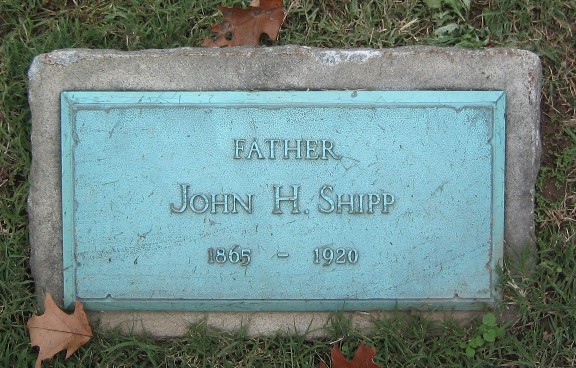 FATHER
JOHN H. SHIPP
1865 - 1920